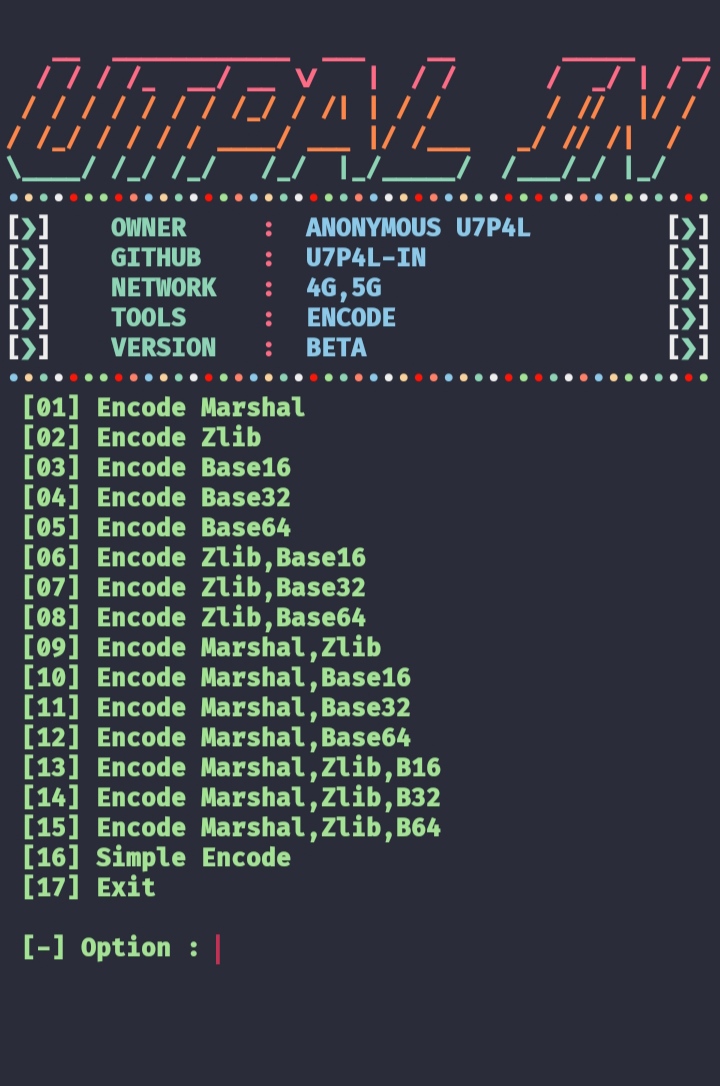 UTPAL IN
[❯] OWNER : ANONYMOUS U7P4L [❯]
[❯] GITHUB : U7P4L-IN [❯]
[❯] NETWORK : 4G,5G [❯]
[❯] TOOLS : ENCODE [❯]
[❯] VERSION : BETA [❯]
[01] Encode Marshal
[02] Encode Zlib
[03] Encode Base16
[04] Encode Base32
[05] Encode Base64
[06] Encode Zlib,Base16
[07] Encode Zlib,Base32
[08] Encode Zlib,Base64
[09] Encode Marshal,Zlib
[10] Encode Marshal,Base16
[11] Encode Marshal,Base32
[12] Encode Marshal,Base64
[13] Encode Marshal,Zlib,B16
[14] Encode Marshal,Zlib,B32
[15] Encode Marshal,Zlib,B64
[16] Simple Encode
[17] Exit
[-] Option :